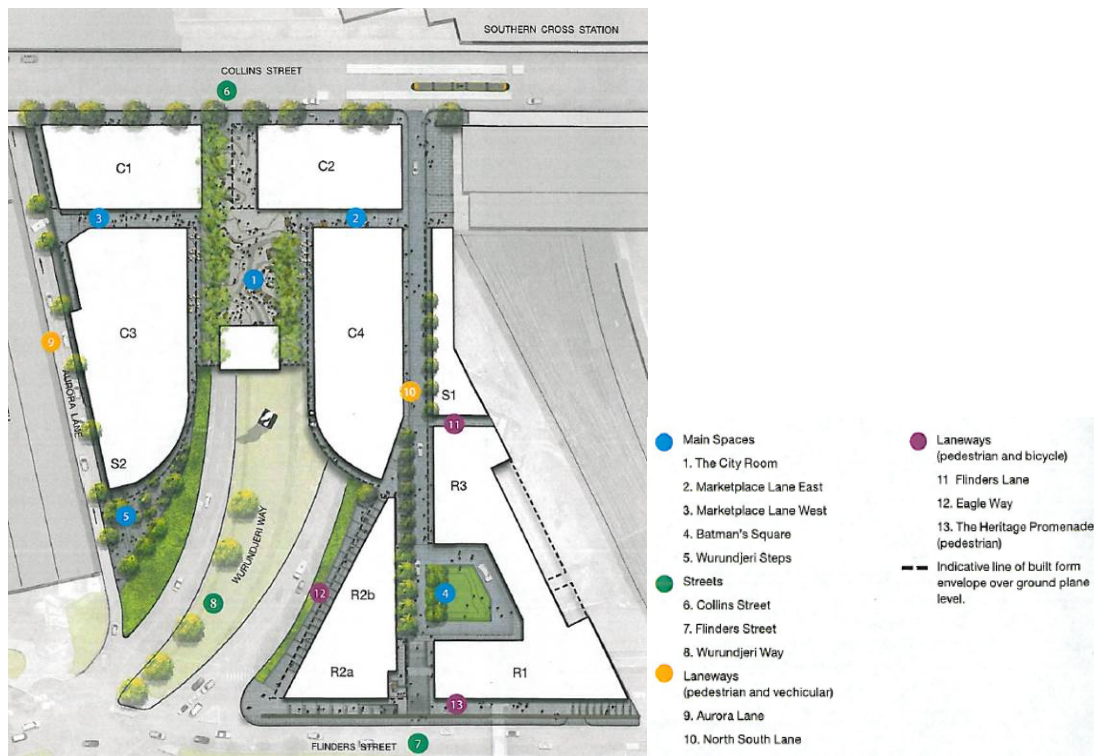 SOUTHERN CROSS STATION
COLLINS STREET
6
C1
C2
3
2
1
C3
C4
9
AURORA LANE
10
S1
11
S2
R3
5
WURUNDJERI WAY
12
R2b
4
8
R2a
R1
13
FLINDERS STREET
7
Main Spaces
1. The City Room
2. Marketplace Lane East
3. Marketplace Lane West
4. Batman's Square
5. Wurundjeri Steps
Streets
6. Collins Street
7. Flinders Street
8. Wurundjeri Way
Laneways
(pedestrian and vechicular)
9. Aurora Lane
10. North South Lane
Laneways
(pedestrian and bicycle)
11 Flinders Lane
12. Eagle Way
13. The Heritage Promenade
(pedestrian)
Indicative line of built form
envelope over ground plane
level.